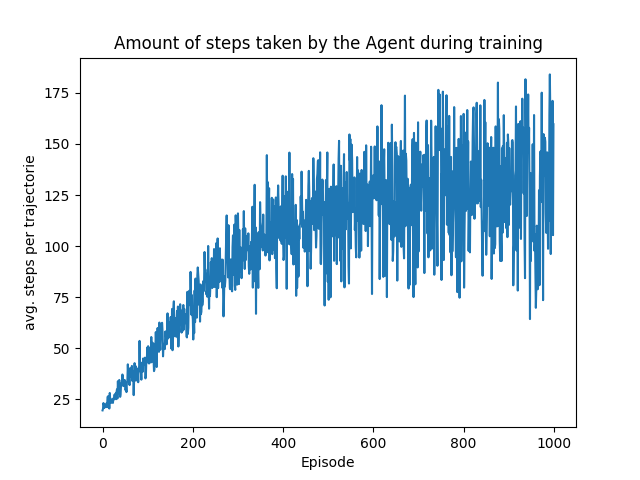 Amount of steps taken by the Agent during training
avg. steps per trajectorie
175
150
125
100
75
50
25
0 200 400 600 800 1000
Episode